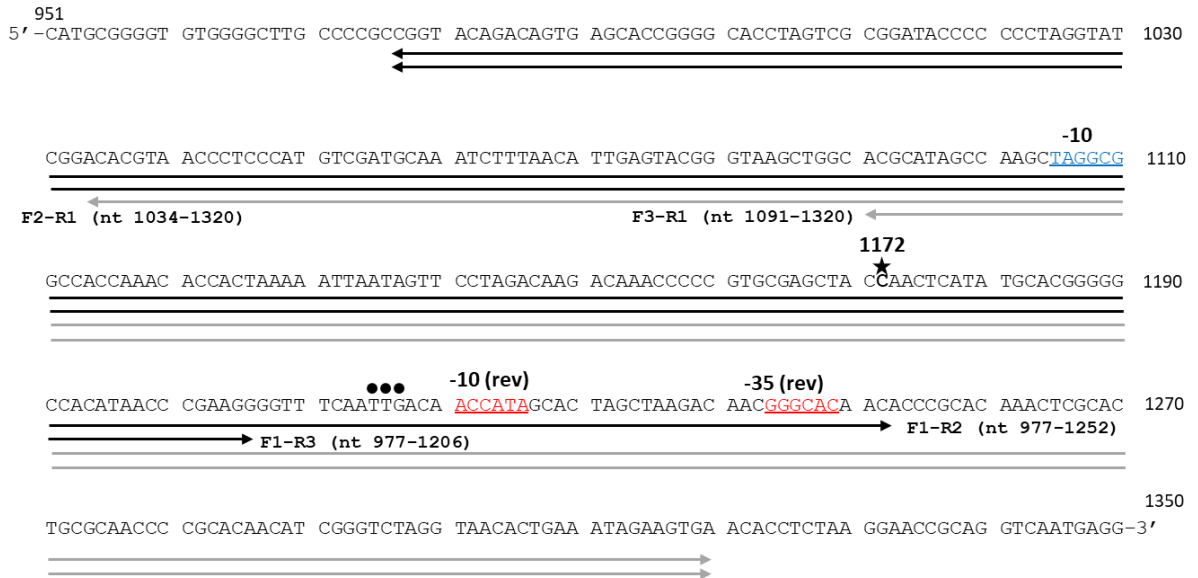 951
5’-CATGCGGGGT GTGGGGCTTG CCCCGCCGGT ACAGACAGTG AGCACCGGGG CACCTAGTCG CGGATACCCC CCCTAGGTAT 1030
-10
CGGACACGTA ACCCTCCCAT GTCGATGCAA ATCTTTAACA TTGAGTACGG GTAAGCTGGC ACGCATAGCC AAGCTAGGCG 1110
F2-R1 (nt 1034-1320) F3-R1 (nt 1091-1320)
1172
GCCACCAAAC ACCACTAAAA ATTAATAGTT CCTAGACAAG ACAAACCCCC GTGCGAGCTA CCAACTCATA TGCACGGGGG 1190
-10 (rev) -35 (rev)
CCACATAACC CGAAGGGGTT TCAATTGACA ACCATAGCAC TAGCTAAGAC AACGGGCACA ACACCCGCAC AAACTCGCAC 1270
F1-R3 (nt 977-1206) F1-R2 (nt 977-1252)
1350
TGCGCAACCC CGCACAACAT CGGGTCTAGG TAACACTGAA ATAGAAGTGA ACACCTCTAA GGAACCGCAG GTCAATGAGG-3’